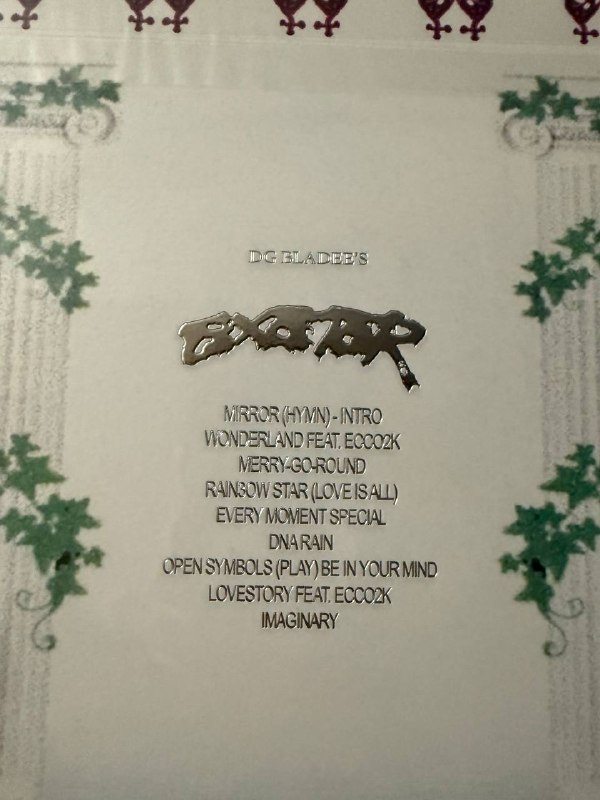 DG BLADEE'S
EXETER
MIRROR (HYMN) - INTRO
WONDERLAND FEAT. ECCO2K
MERRY-GO-ROUND
RAINBOW STAR (LOVE IS ALL)
EVERY MOMENT SPECIAL
DNA RAIN
OPEN SYMBOLS (PLAY) BE IN YOUR MIND
LOVESTORY FEAT. ECCO2K
IMAGINARY